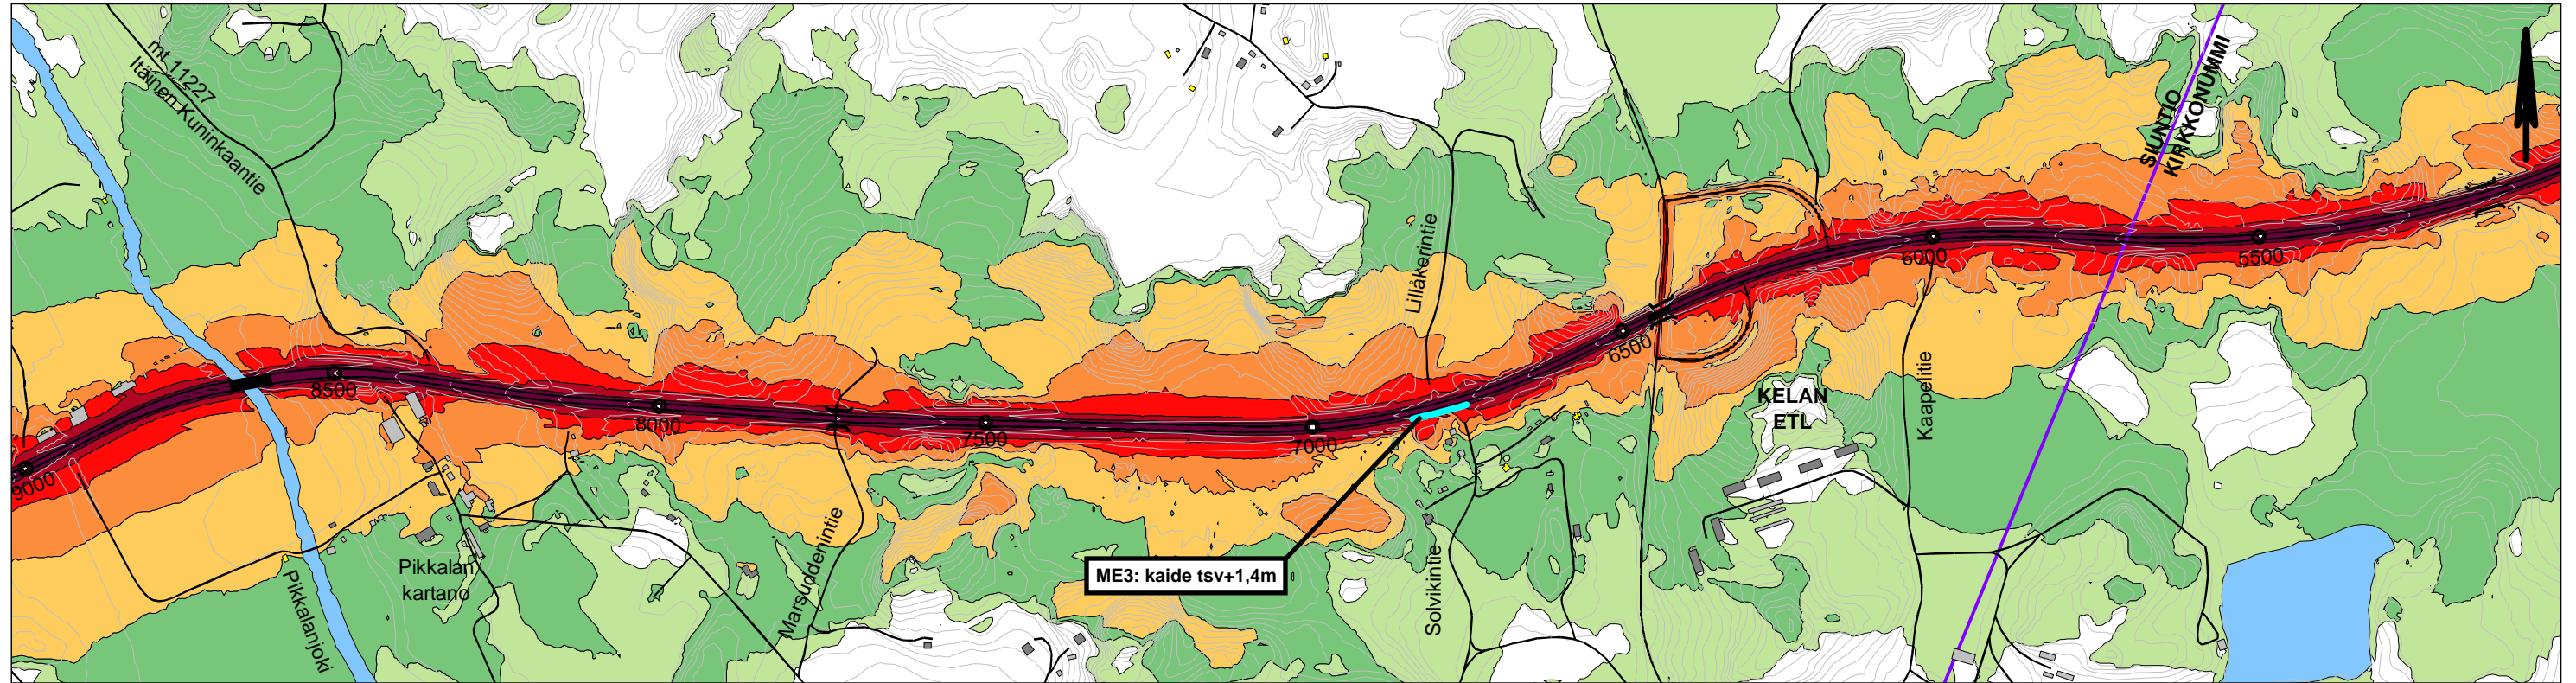 mt 11227
Itäinen Kuninkaantie
SIUNTIO
KIRKKONUMMI
Lillåkerintie
6000
5500
6500
8500
8000
7500
7000
9000
KELAN
ETL
Kaapelitie
ME3: kaide tsv+1,4m
Pikkalan
kartano
Pikkalanjoki
Marsuddenintie
Solvikintie